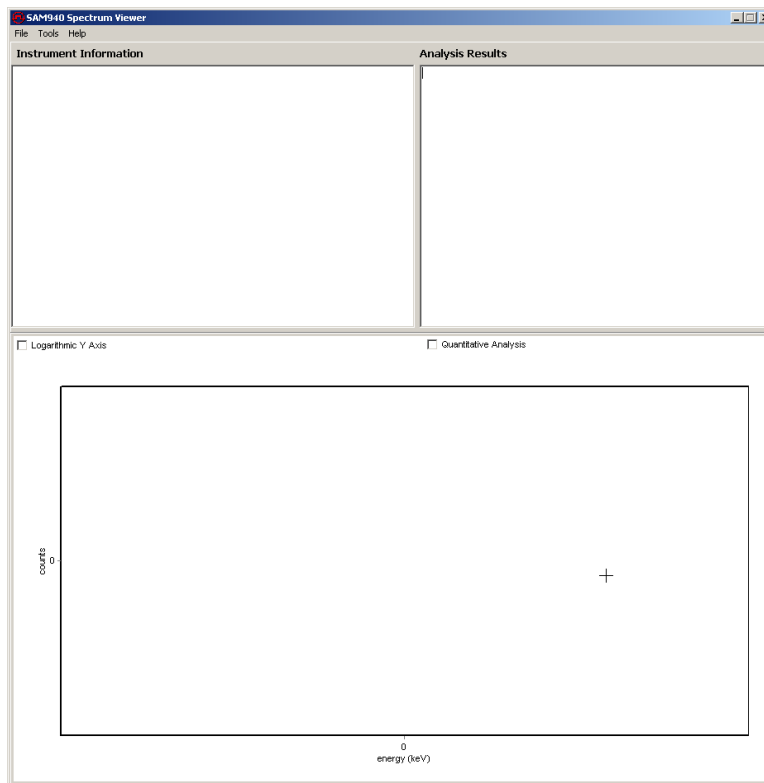 SAM940 Spectrum Viewer
File Tools Help
Instrument Information
Analysis Results
Logarithmic Y Axis
Quantitative Analysis
counts
0
0
energy (keV)